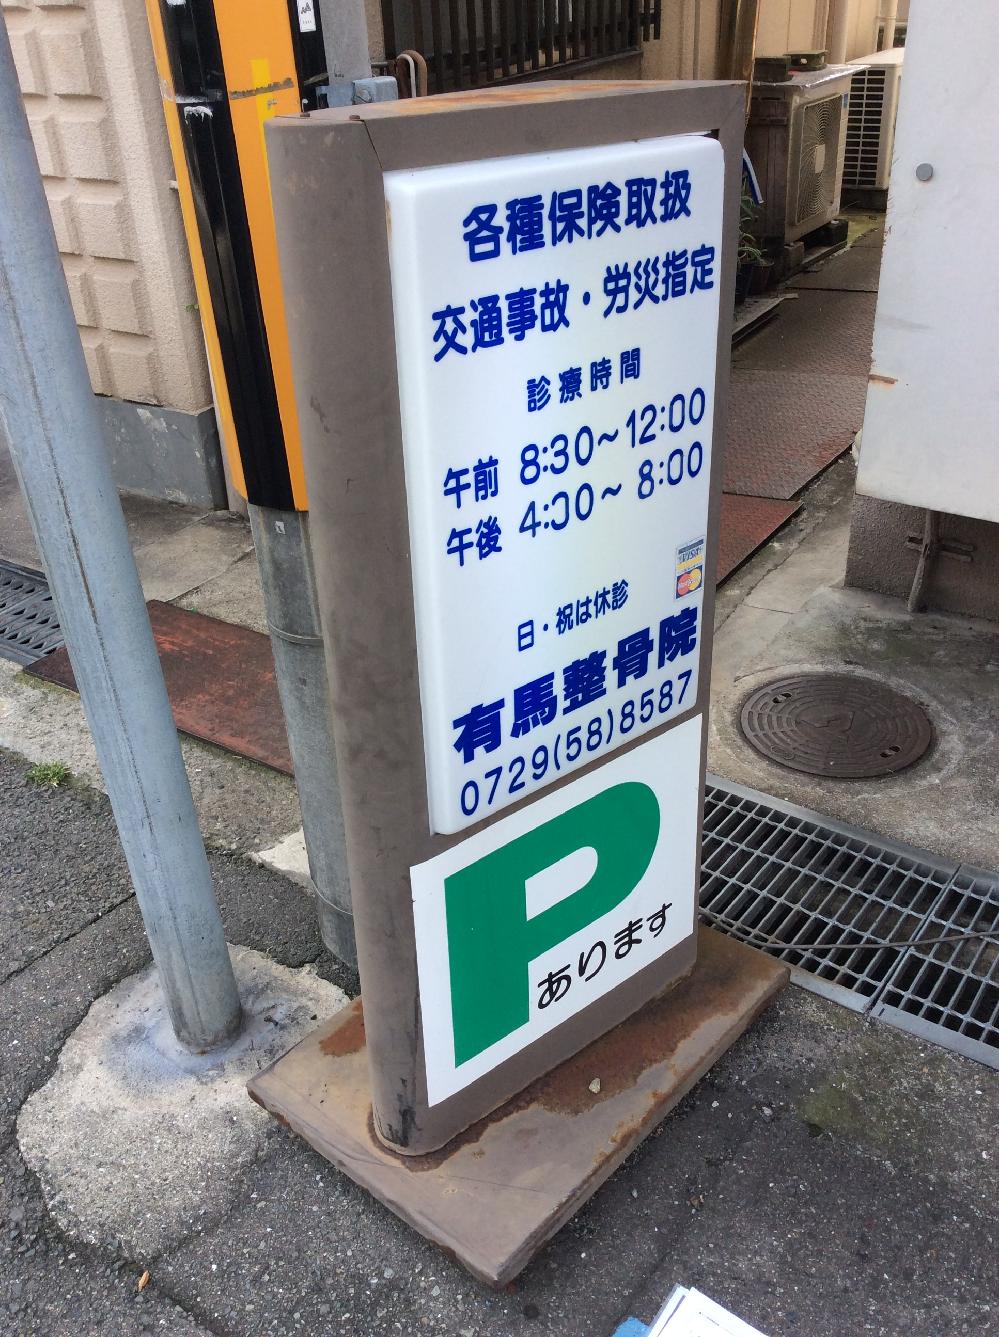 各種保険取扱
交通事故・労災指定
診療時間
午前 8:30～12:00
午後 4:30～ 8:00
VISA
MasterCard
日・祝は休診
有馬整骨院
0729(58)8587
P
あります